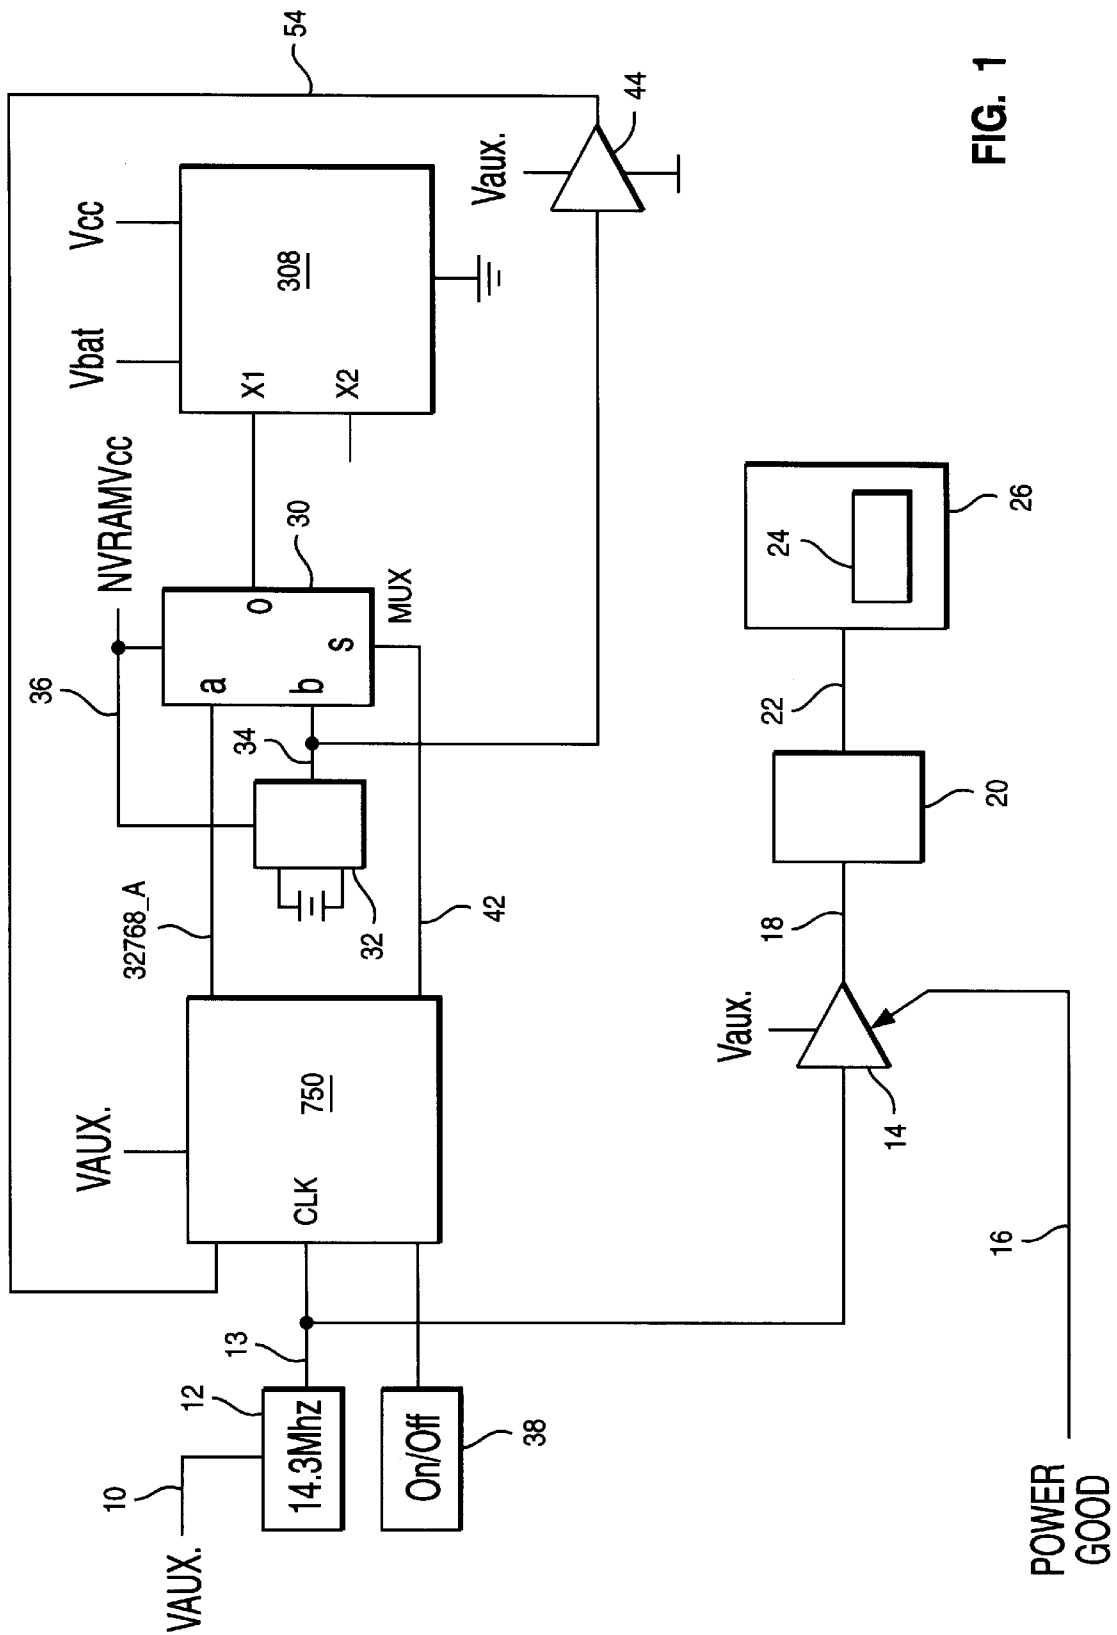 54
Vcc
Vbat
308
X1
X2
Vaux.
44
FIG. 1
NVRAMVcc
36
30
MUX
a
b
S
O
34
32
32768_A
42
VAUX.
750
CLK
13
12
14.3Mhz
10
VAUX.
On/Off
38
Vaux.
14
18
20
22
24
26
16
POWER
GOOD